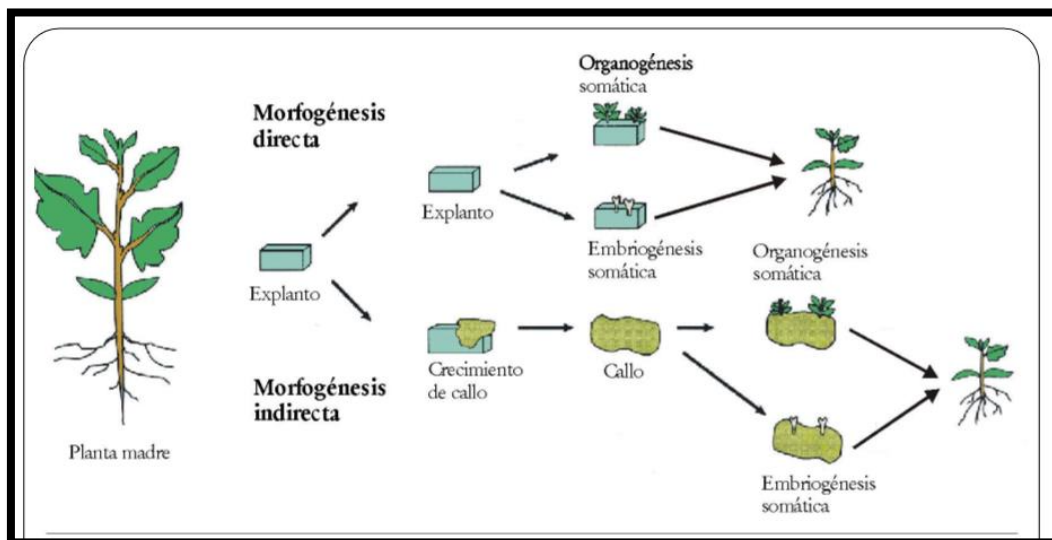 Organogénesis
somática
Morfogénesis
directa
Explanto
Embriogénesis
somática
Organogénesis
somática
Explanto
Crecimiento
de callo
Callo
Morfogénesis
indirecta
Planta madre
Embriogénesis
somática